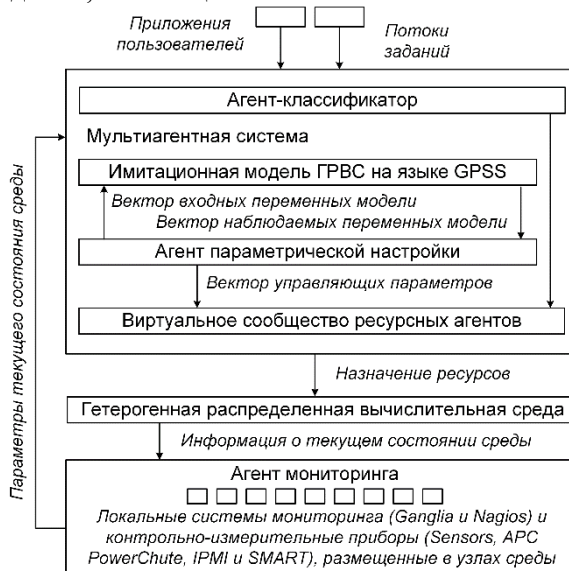 Приложения
пользователей
Потоки
заданий
Агент-классификатор
Мультиагентная система
Имитационная модель ГРВС на языке GPSS
Вектор входных переменных модели
Вектор наблюдаемых переменных модели
Агент параметрической настройки
Вектор управляющих параметров
Виртуальное сообщество ресурсных агентов
Назначение ресурсов
Гетерогенная распределенная вычислительная среда
Информация о текущем состоянии среды
Агент мониторинга
Локальные системы мониторинга (Ganglia и Nagios) и
контрольно-измерительные приборы (Sensors, APC
PowerChute, IPMI и SMART), размещенные в узлах среды
Параметры текущего состояния среды